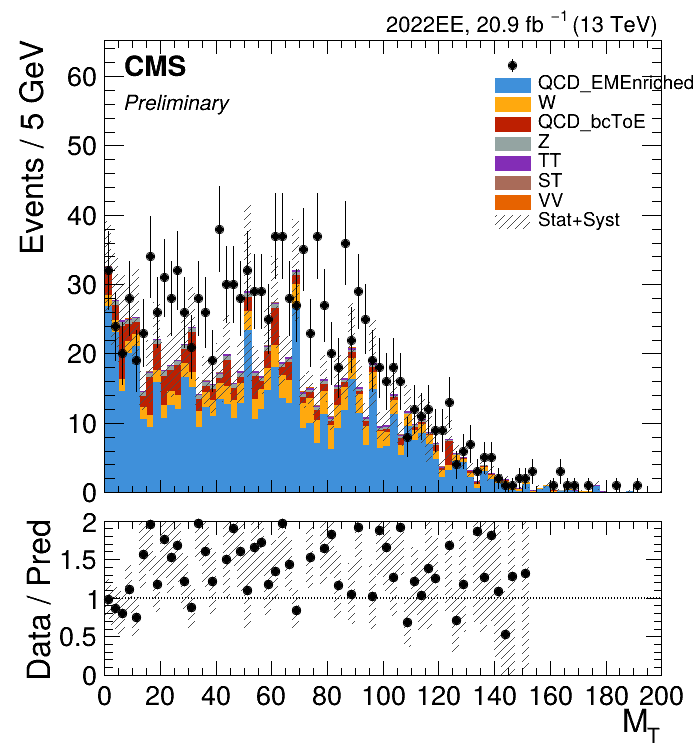 2022EE, 20.9 fb⁻¹ (13 TeV)
Events / 5 GeV
60
50
40
30
20
10
0
CMS
Preliminary
QCD_EMEnriched
W
QCD_bcToE
Z
TT
ST
VV
Stat+Syst
Data / Pred
2
1.5
1
0.5
0
0 20 40 60 80 100 120 140 160 180 200
M_T